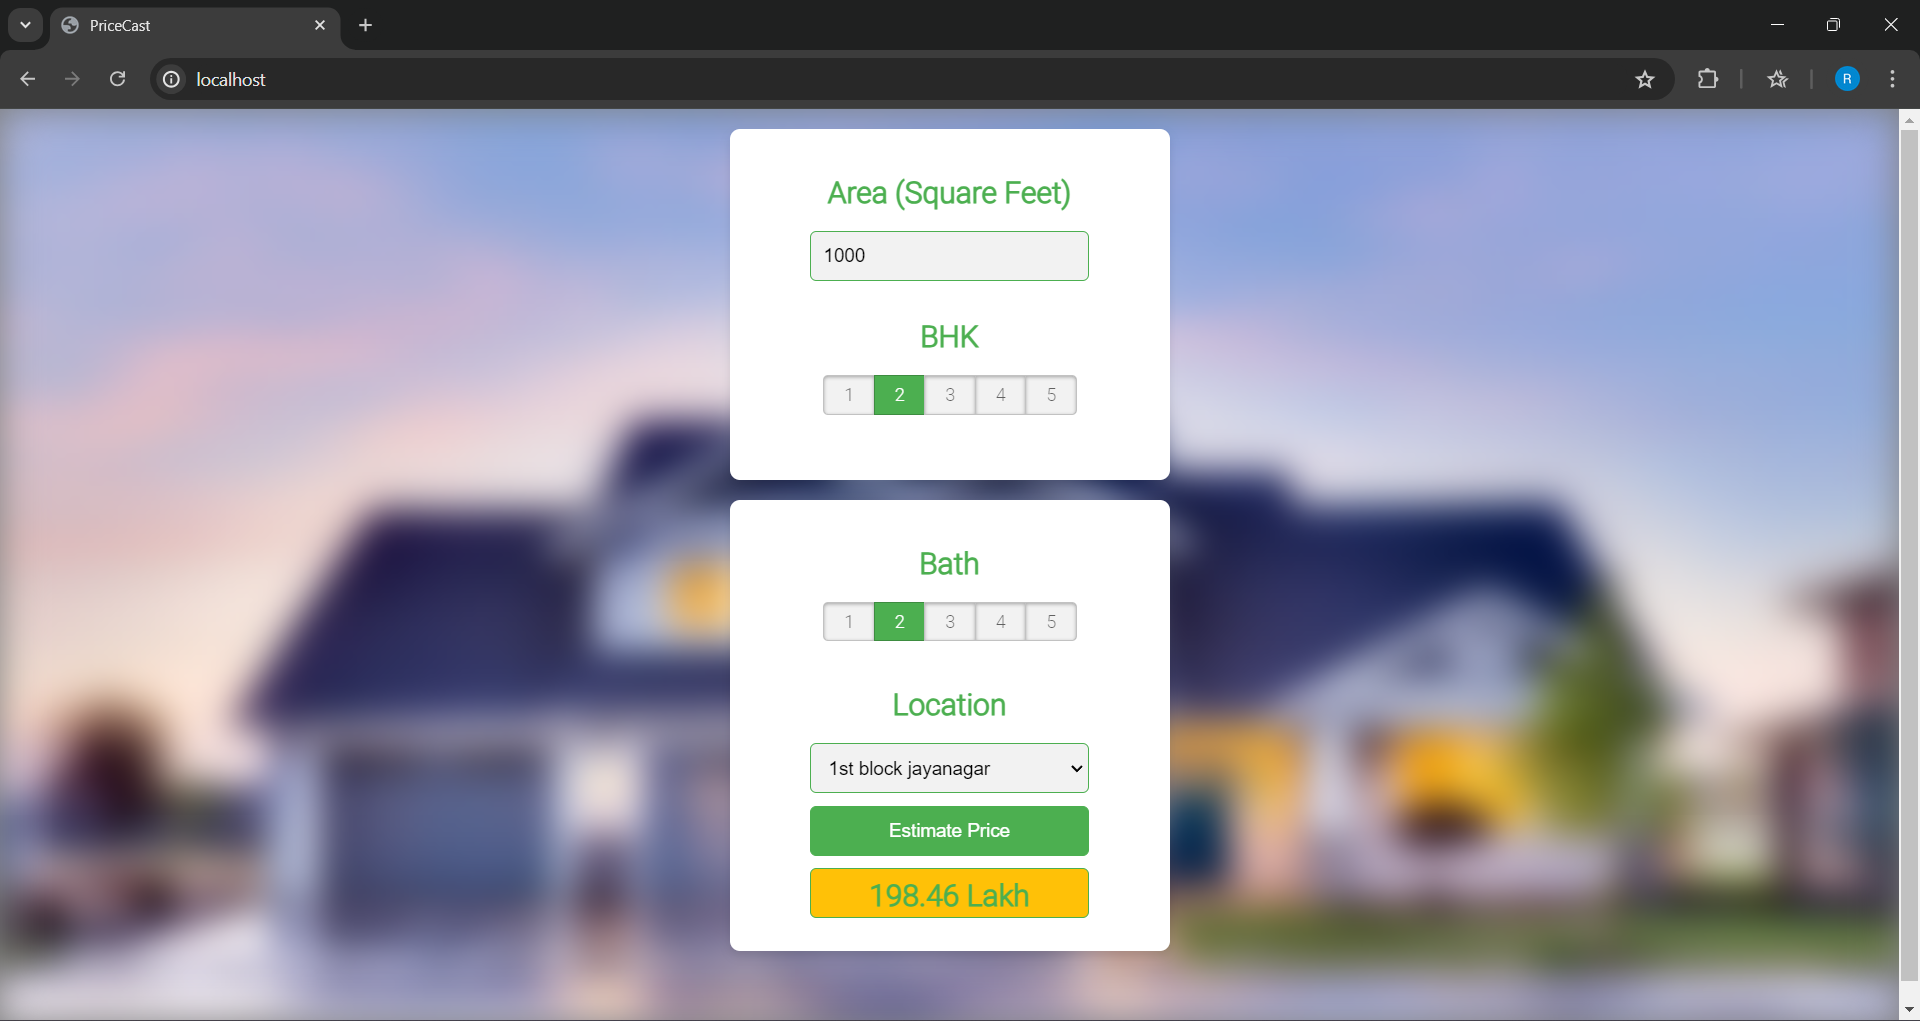 PriceCast
localhost
R
Area (Square Feet)
1000
BHK
1 2 3 4 5
Bath
1 2 3 4 5
Location
1st block jayanagar
Estimate Price
198.46 Lakh